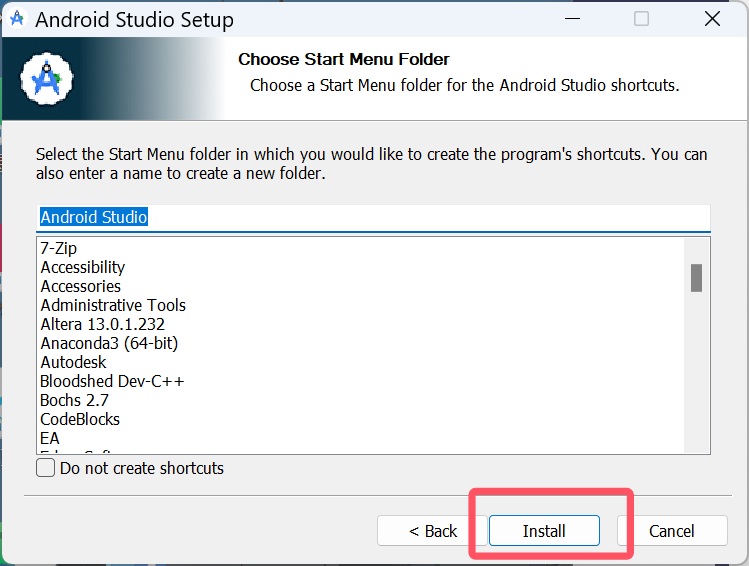 Android Studio Setup
Choose Start Menu Folder
Choose a Start Menu folder for the Android Studio shortcuts.
Select the Start Menu folder in which you would like to create the program's shortcuts. You can
also enter a name to create a new folder.
Android Studio
7-Zip
Accessibility
Accessories
Administrative Tools
Altera 13.0.1.232
Anaconda3 (64-bit)
Autodesk
Bloodshed Dev-C++
Bochs 2.7
CodeBlocks
EA
Do not create shortcuts
< Back
Install
Cancel